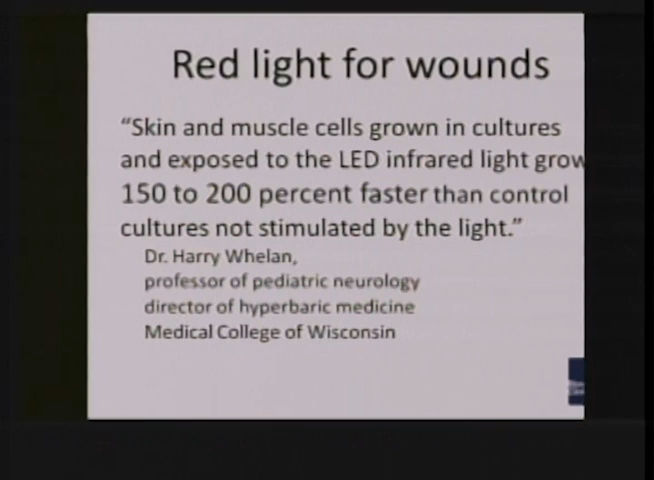 Red light for wounds
“Skin and muscle cells grown in cultures
and exposed to the LED infrared light grow
150 to 200 percent faster than control
cultures not stimulated by the light.”
Dr. Harry Whelan,
professor of pediatric neurology
director of hyperbaric medicine
Medical College of Wisconsin